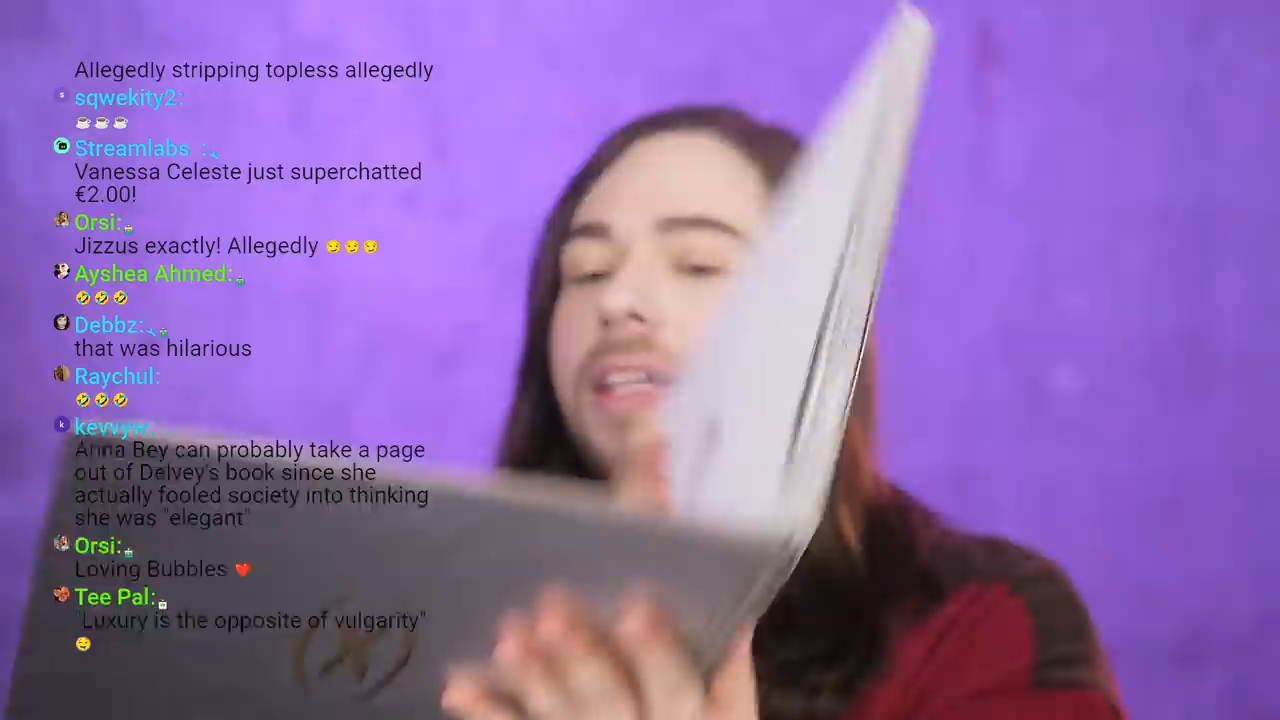 Allegedly stripping topless allegedly
sqwekity2:
☕☕☕
Streamlabs :
Vanessa Celeste just superchatted
€2.00!
Orsi:
Jizzus exactly! Allegedly 😏😏😏
Ayshea Ahmed:
🤣🤣🤣
Debbz:
that was hilarious
Raychul:
🤣🤣🤣
k kevvyw:
Anna Bey can probably take a page
out of Delvey's book since she
actually fooled society into thinking
she was "elegant"
Orsi:
Loving Bubbles ❤️
Tee Pal:
"Luxury is the opposite of vulgarity"
😌